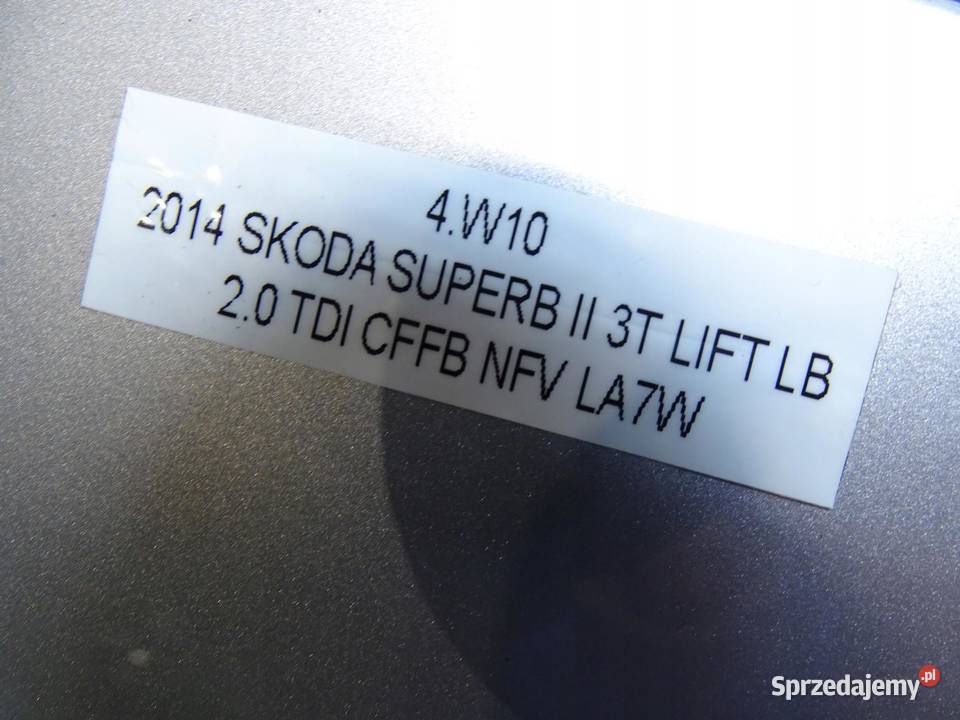 4.W10
2014 SKODA SUPERB II 3T LIFT LB
2.0 TDI CFFB NFV LA7W
Sprzedajemy.pl